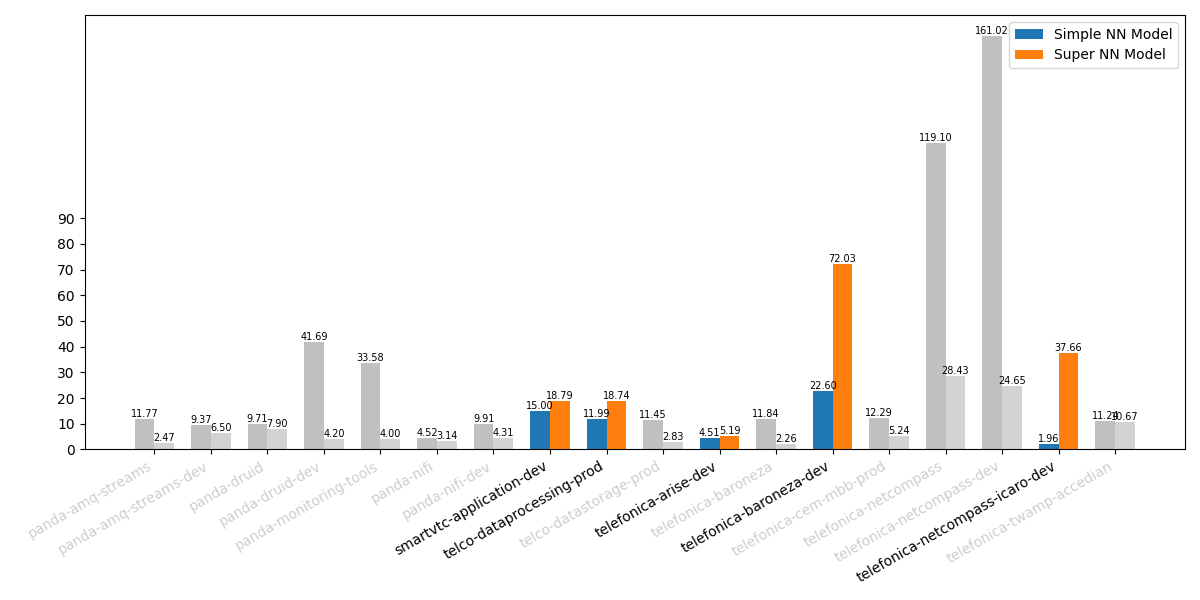 161.02
Simple NN Model
Super NN Model
119.10
90
80
72.03
70
60
50
41.69
40
37.66
33.58
30
28.43
24.65
22.60
20
18.79
18.74
15.00
11.77
11.99
11.45
11.84
12.29
11.24
10.67
10
9.37
9.71
9.91
7.90
6.50
5.19
5.24
4.52
4.51
4.31
4.20
4.00
3.14
2.83
2.47
2.26
1.96
0
panda-amq-streams
panda-amq-streams-dev
panda-druid
panda-druid-dev
panda-monitoring-tools
panda-nifi
panda-nifi-dev
smartvtc-application-dev
telco-dataprocessing-prod
telco-datastorage-prod
telefonica-arise-dev
telefonica-baroneza
telefonica-baroneza-dev
telefonica-cem-mbb-prod
telefonica-netcompass
telefonica-netcompass-dev
telefonica-netcompass-icaro-dev
telefonica-twamp-accedian